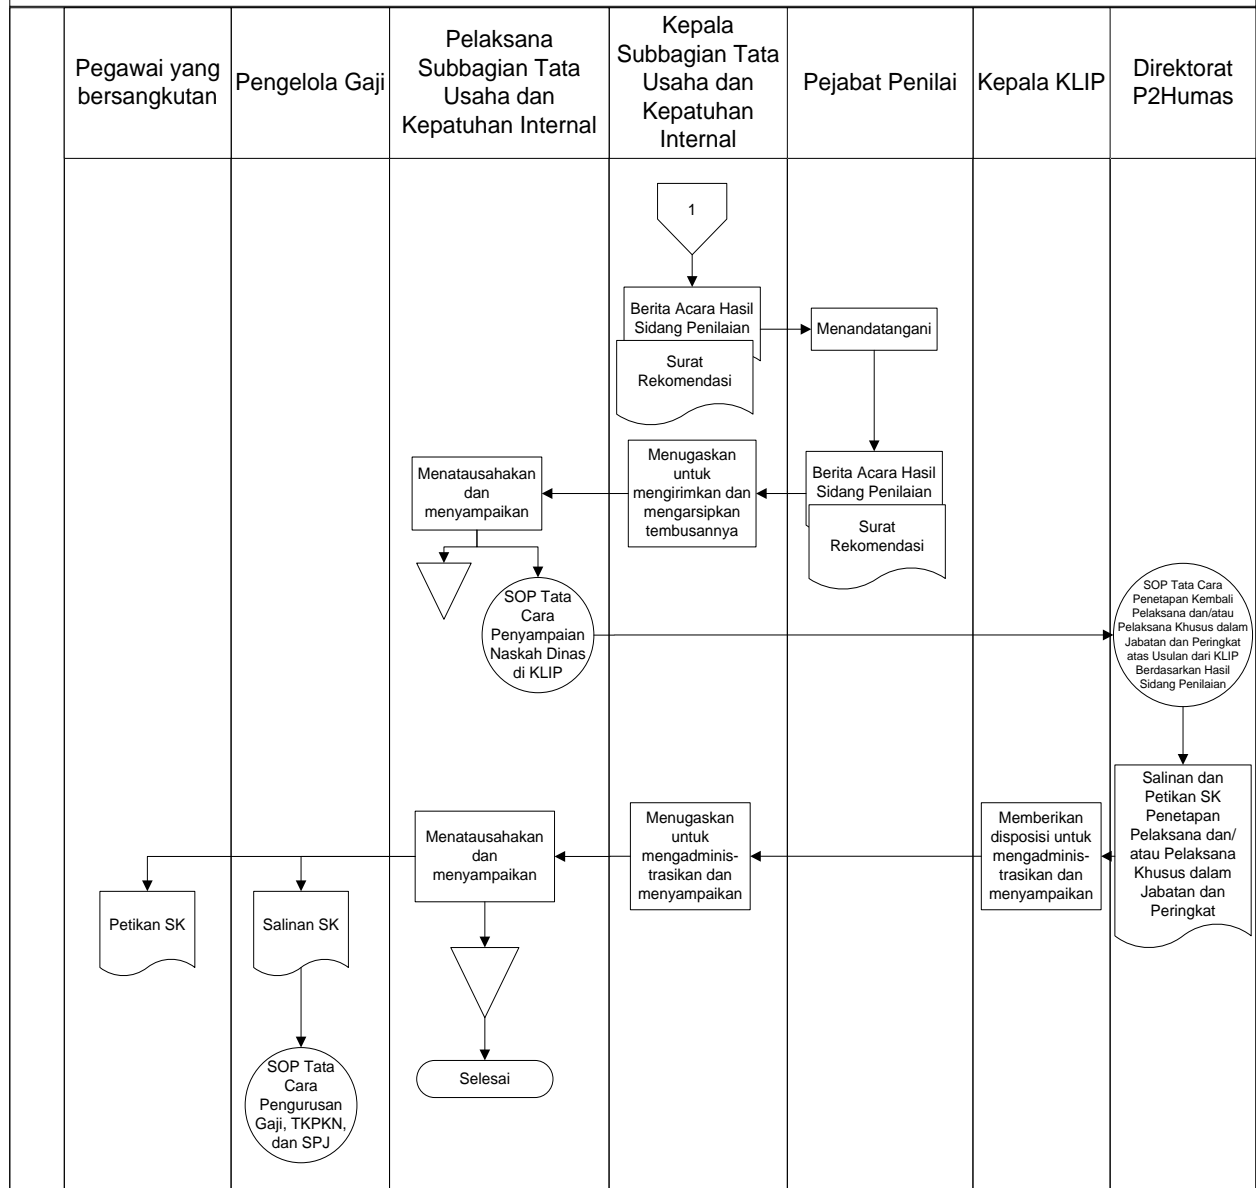 Pegawai yang
bersangkutan
Pengelola Gaji
Pelaksana
Subbagian Tata
Usaha dan
Kepatuhan Internal
Kepala
Subbagian Tata
Usaha dan
Kepatuhan
Internal
Pejabat Penilai
Kepala KLIP
Direktorat
P2Humas
1
Berita Acara Hasil
Sidang Penilaian
Surat
Rekomendasi
Menandatangani
Berita Acara Hasil
Sidang Penilaian
Surat
Rekomendasi
Menugaskan
untuk
mengirimkan dan
mengarsipkan
tembusannya
Menatausahakan
dan
menyampaikan
SOP Tata
Cara
Penyampaian
Naskah Dinas
di KLIP
SOP Tata Cara
Penetapan Kembali
Pelaksana dan/atau
Pelaksana Khusus dalam
Jabatan dan Peringkat
atas Usulan dari KLIP
Berdasarkan Hasil
Sidang Penilaian
Salinan dan
Petikan SK
Penetapan
Pelaksana dan/
atau Pelaksana
Khusus dalam
Jabatan dan
Peringkat
Memberikan
disposisi untuk
mengadminis-
trasikan dan
menyampaikan
Menugaskan
untuk
mengadminis-
trasikan dan
menyampaikan
Menatausahakan
dan
menyampaikan
Petikan SK
Salinan SK
SOP Tata
Cara
Pengurusan
Gaji, TKPKN,
dan SPJ
Selesai